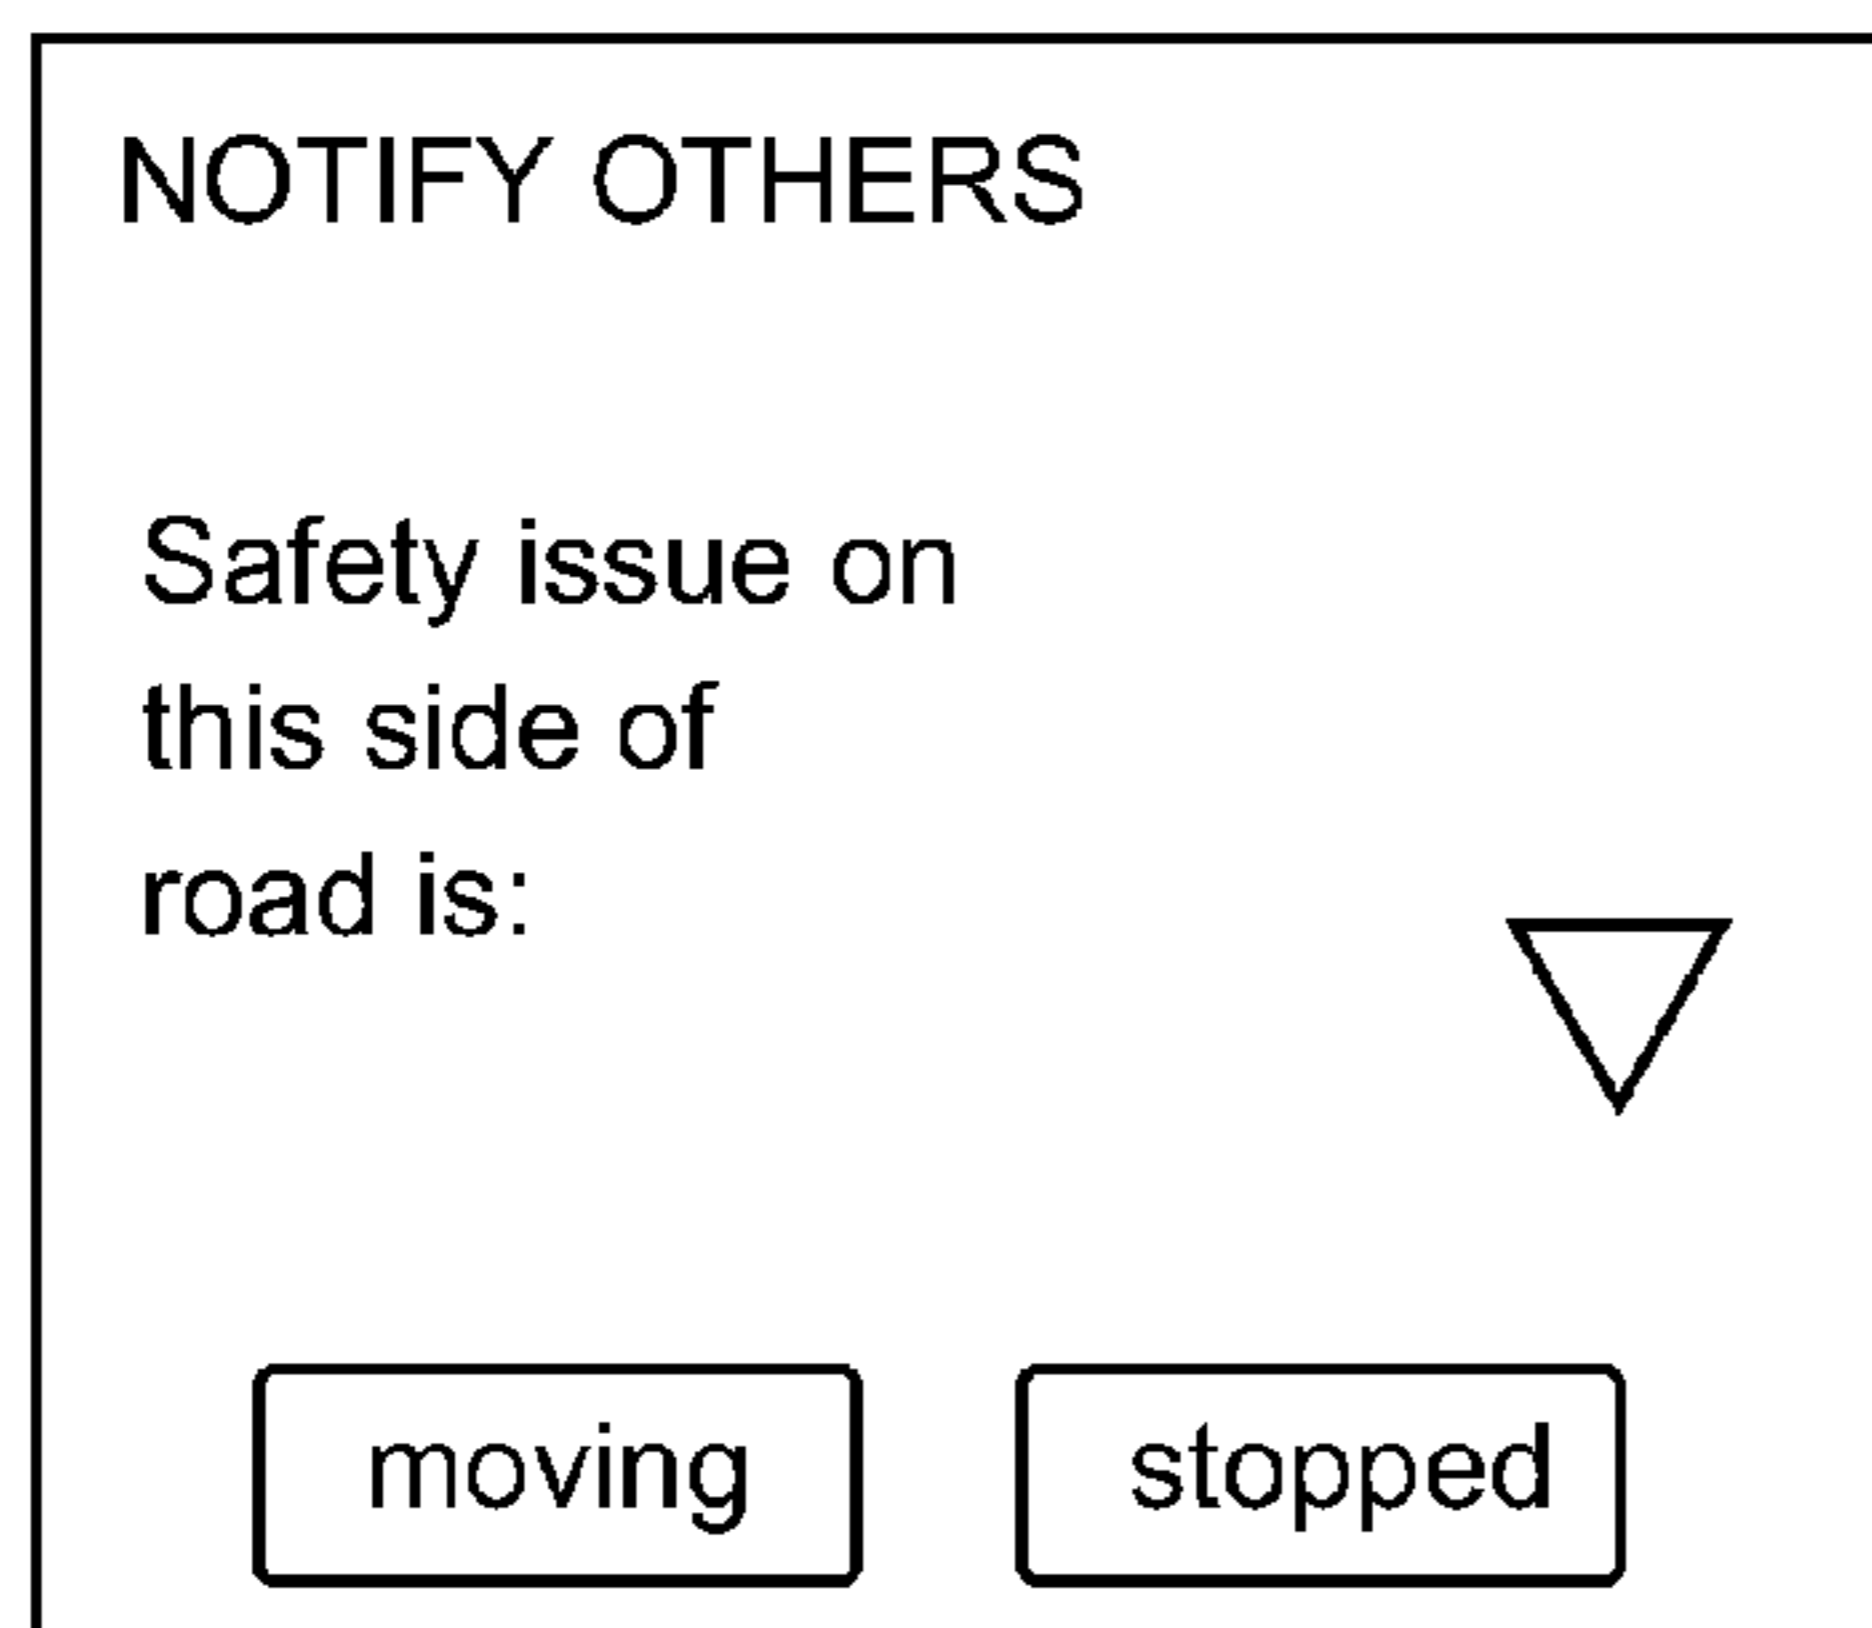 NOTIFY OTHERS
Safety issue on
this side of
road is:
moving stopped